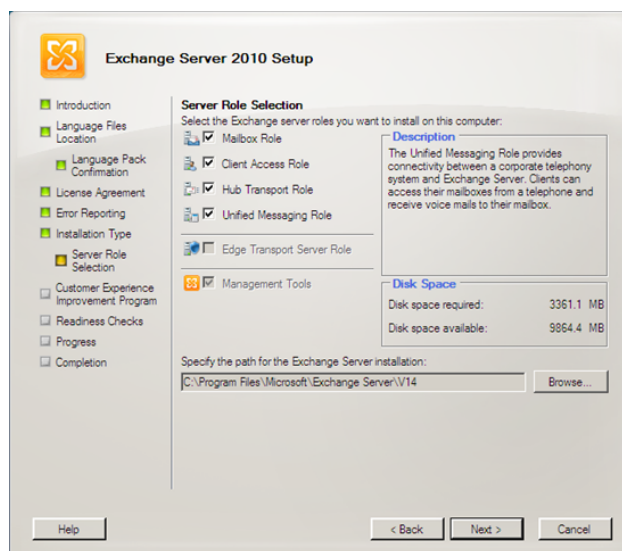 Exchange Server 2010 Setup
Introduction
Language Files
Location
Language Pack
Confirmation
License Agreement
Error Reporting
Installation Type
Server Role
Selection
Customer Experience
Improvement Program
Readiness Checks
Progress
Completion
Server Role Selection
Select the Exchange server roles you want to install on this computer:
Mailbox Role
Client Access Role
Hub Transport Role
Unified Messaging Role
Edge Transport Server Role
Management Tools
Description
The Unified Messaging Role provides
connectivity between a corporate telephony
system and Exchange Server. Clients can
access their mailboxes from a telephone and
receive voice mails to their mailbox.
Disk Space
Disk space required: 3361.1 MB
Disk space available: 9864.4 MB
Specify the path for the Exchange Server installation:
C:\Program Files\Microsoft\Exchange Server\V14
Browse...
Help
< Back
Next >
Cancel